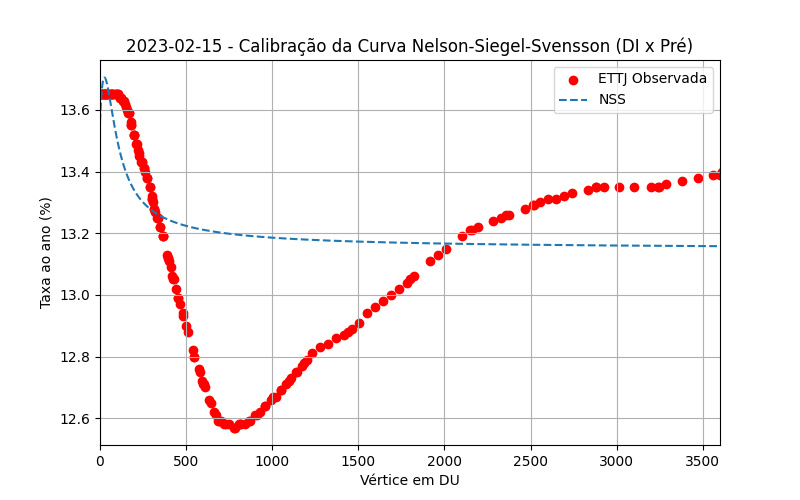 2023-02-15 - Calibração da Curva Nelson-Siegel-Svensson (DI x Pré)
ETTJ Observada
NSS
Taxa ao ano (%)
13.6
13.4
13.2
13.0
12.8
12.6
0 500 1000 1500 2000 2500 3000 3500
Vértice em DU